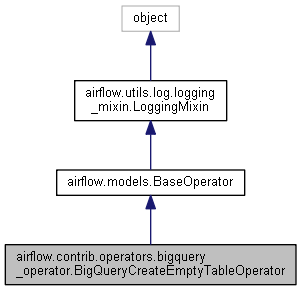 object
airflow.utils.log.logging
_mixin.LoggingMixin
airflow.models.BaseOperator
airflow.contrib.operators.bigquery
_operator.BigQueryCreateEmptyTableOperator